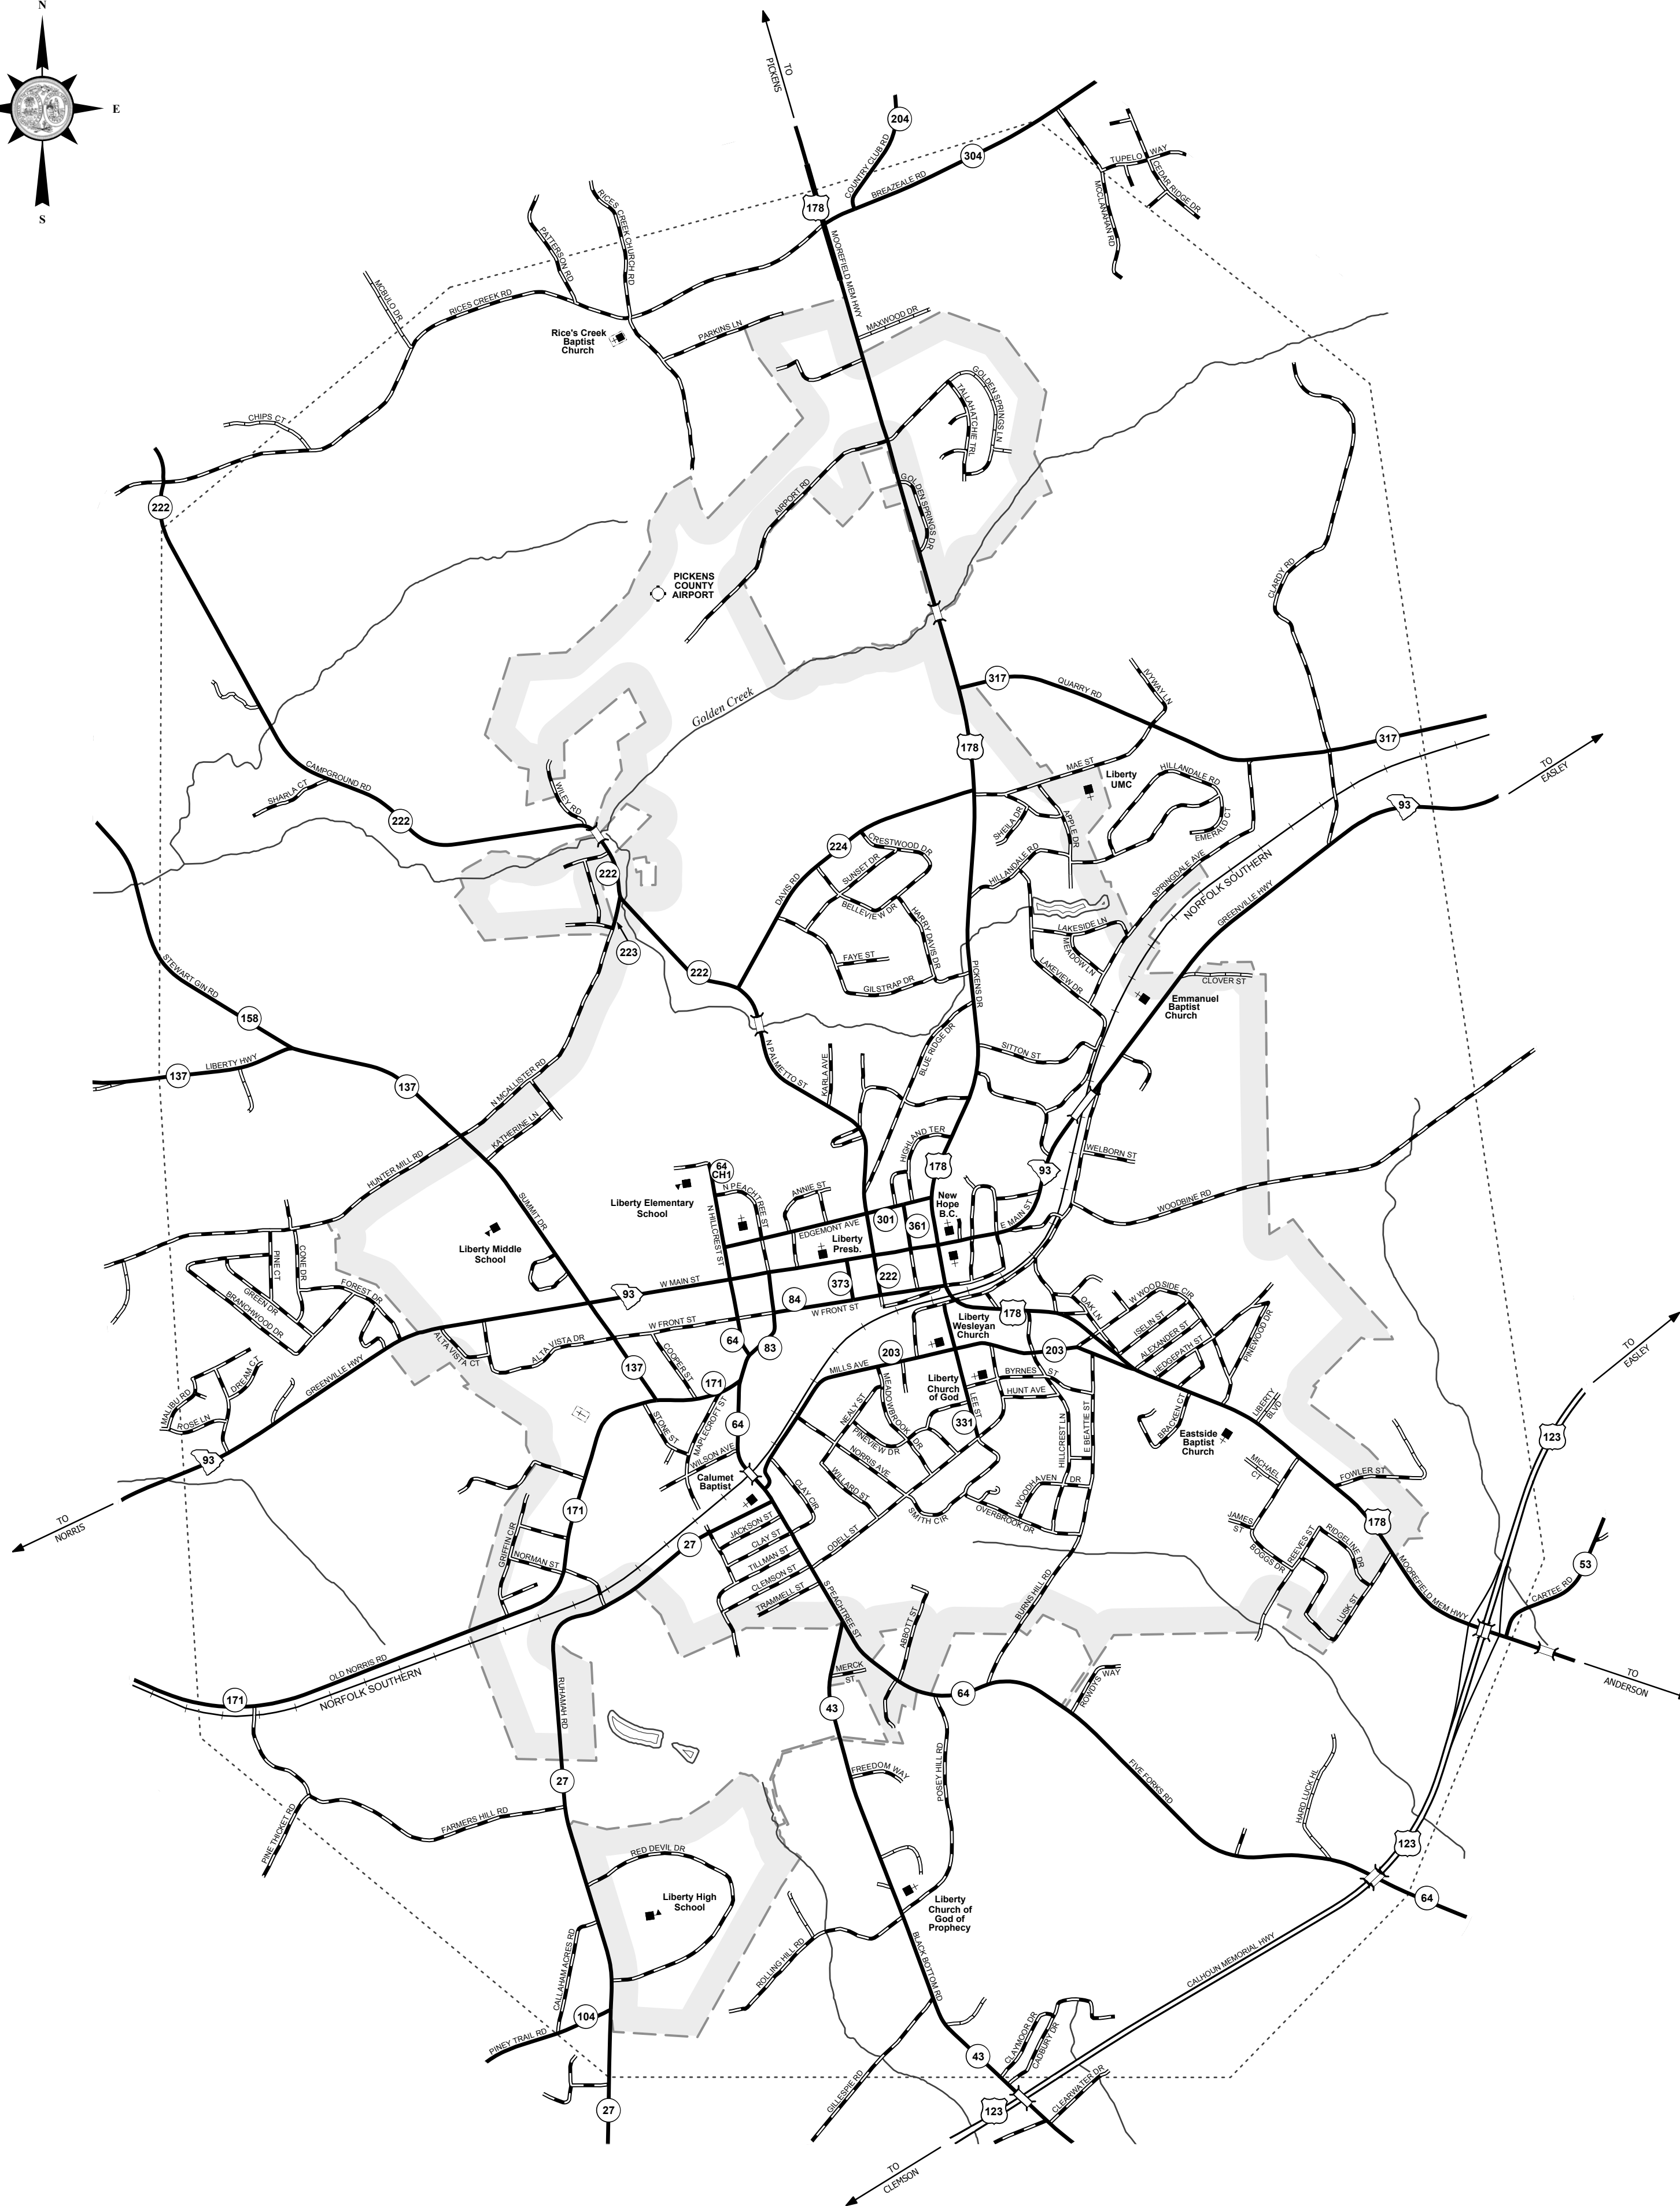 N
E
S
TO
PICKENS
204
304
COUNTRY CLUB RD
BREAZEALE RD
TUPELO WAY
CEDAR RIDGE DR
MCCLANAHAN RD
178
MOOREFIELD MEM HWY
RICES CREEK CHURCH RD
PATTERSON RD
MCBULO DR
RICES CREEK RD
Rice's Creek
Baptist
Church
PARKINS LN
MAXWOOD DR
GOLDEN SPRINGS LN
TALLAHATCHIE TRL
CHIPS CT
222
AIRPORT RD
GOLDEN SPRINGS DR
PICKENS
COUNTY
AIRPORT
CLARDY RD
Golden Creek
317
QUARRY RD
IVYWAY LN
317
178
TO
EASLEY
93
CAMPGROUND RD
SHARLA CT
222
WILEY RD
MAE ST
Liberty
UMC
HILLANDALE RD
EMERALD CT
SHEILA DR
APPLE DR
HILLANDALE RD
224
CRESTWOOD DR
SUNSET DR
BELLEVIEW DR
DAVIS RD
HARRY DAVIS DR
FAYE ST
GILSTRAP DR
222
223
222
PICKENS DR
LAKESIDE LN
MEADOW LN
LAKEVIEW DR
SPRINGDALE AVE
NORFOLK SOUTHERN
GREENVILLE HWY
CLOVER ST
Emmanuel
Baptist
Church
STEWART GIN RD
158
LIBERTY HWY
137
137
N MCALLISTER RD
KATHERINE LN
HUNTER MILL RD
N PALMETTO ST
KARLA AVE
BLUE RIDGE DR
SITTON ST
WELBORN ST
WOODBINE RD
HIGHLAND TER
178
93
64
CH1
N PEACHTREE ST
ANNIE ST
N HILLCREST ST
EDGEMONT AVE
301
361
New
Hope
B.C.
E MAIN ST
Liberty Elementary
School
Liberty
Presb.
Liberty Middle
School
SUMMIT DR
W MAIN ST
93
373
222
84
W FRONT ST
W FRONT ST
PINE CT
CONE DR
GREEN DR
BRANCHWOOD DR
FOREST DR
ALTA VISTA CT
ALTA VISTA DR
MALIBU RD
DREAM CT
ROSE LN
GREENVILLE HWY
93
TO
NORRIS
64
83
137
COOPER ST
171
STONE ST
MAPLECROFT ST
64
WILSON AVE
Calumet
Baptist
Liberty
Wesleyan
Church
178
203
203
MILLS AVE
OAK LN
W WOODSIDE CIR
ISELIN ST
ALEXANDER ST
HEDGEPATH ST
PINEWOOD DR
TO
EASLEY
Liberty
Church
of God
BYRNES ST
HUNT AVE
LEE ST
331
NEALY ST
MEADOWBROOK DR
PINEVIEW DR
NORRIS AVE
WILLARD ST
SMITH CIR
HILLCREST LN
E BEATTIE ST
WOODHAVEN DR
OVERBROOK DR
BRACKEN CT
LIBERTY
BLVD
Eastside
Baptist
Church
MICHAEL
CT
FOWLER ST
123
178
JAMES
ST
BOGGS DR
REEVES ST
RIDGELINE DR
LUSK ST
MOOREFIELD MEM HWY
53
CARTEE RD
TO
ANDERSON
171
GRIFFIN CIR
NORMAN ST
27
CLAY CIR
JACKSON ST
CLAY ST
TILLMAN ST
CLEMSON ST
TRAMMELL ST
ODELL ST
S PEACHTREE ST
BURNS HILL RD
ABBOTT ST
MERCK
ST
43
64
ROWDYS WAY
OLD NORRIS RD
NORFOLK SOUTHERN
171
RUHAMAH RD
27
FREEDOM WAY
POSEY HILL RD
FIVE FORKS RD
HARD LUCK HL
123
64
PINE THICKET RD
FARMERS HILL RD
RED DEVIL DR
Liberty High
School
Liberty
Church of
God of
Prophecy
CALLAHAM ACRES RD
ROLLING HILL RD
BLACK BOTTOM RD
CALHOUN MEMORIAL HWY
104
PINEY TRAIL RD
27
43
CLAYMOOR DR
CADBURY DR
GILLESPIE RD
CLEARWATER DR
123
TO
CLEMSON